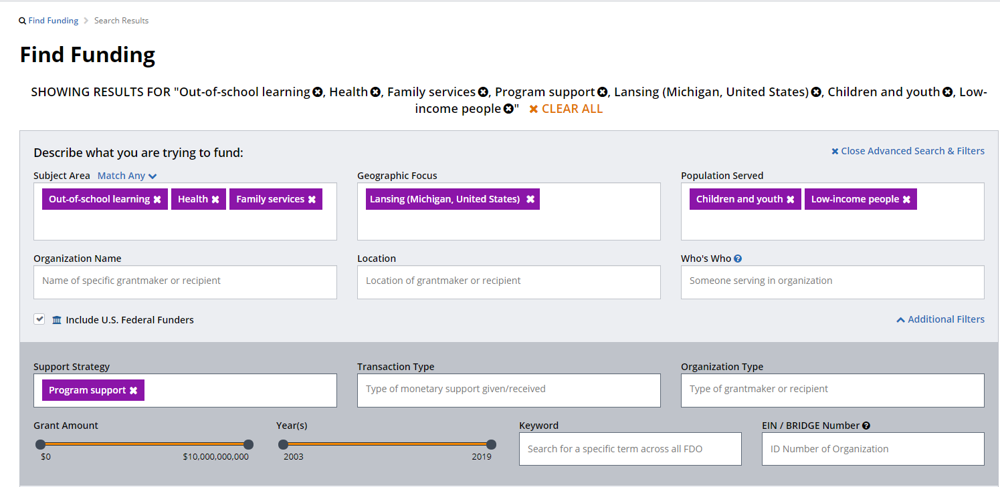 Find Funding Search Results
Find Funding
SHOWING RESULTS FOR "Out-of-school learning, Health, Family services, Program support, Lansing (Michigan, United States), Children and youth, Low-
income people" CLEAR ALL
Describe what you are trying to fund:
Close Advanced Search & Filters
Subject Area Match Any
Geographic Focus
Population Served
Out-of-school learning Health Family services
Lansing (Michigan, United States)
Children and youth Low-income people
Organization Name
Location
Who's Who ?
Name of specific grantmaker or recipient
Location of grantmaker or recipient
Someone serving in organization
Include U.S. Federal Funders
Additional Filters
Support Strategy
Transaction Type
Organization Type
Program support
Type of monetary support given/received
Type of grantmaker or recipient
Grant Amount
Year(s)
Keyword
EIN / BRIDGE Number ?
$0 $10,000,000,000
2003 2019
Search for a specific term across all FDO
ID Number of Organization